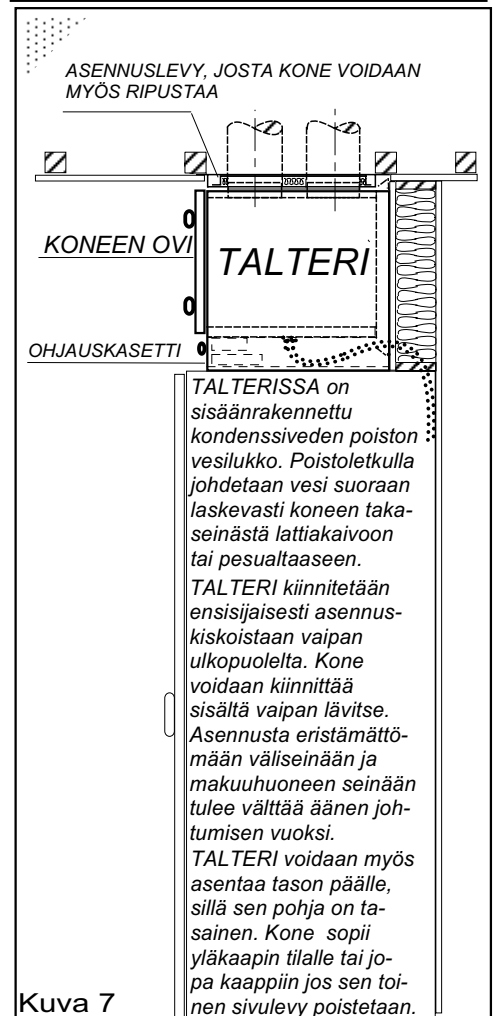 ASENNUSLEVY, JOSTA KONE VOIDAAN
MYÖS RIPUSTAA
KONEEN OVI
TALTERI
OHJAUSKASETTI
TALTERISSA on
sisäänrakennettu
kondenssiveden poiston
vesilukko. Poistoletkulla
johdetaan vesi suoraan
laskevasti koneen taka-
seinästä lattiakaivoon
tai pesualtaaseen.
TALTERI kiinnitetään
ensisijaisesti asennus-
kiskoistaan vaipan
ulkopuolelta. Kone
voidaan kiinnittää
sisältä vaipan lävitse.
Asennusta eristämättö-
mään väliseinään ja
makuuhuoneen seinään
tulee välttää äänen joh-
tumisen vuoksi.
TALTERI voidaan myös
asentaa tason päälle,
sillä sen pohja on ta-
sainen. Kone sopii
yläkaapin tilalle tai jo-
pa kaappiin jos sen toi-
nen sivulevy poistetaan.
Kuva 7